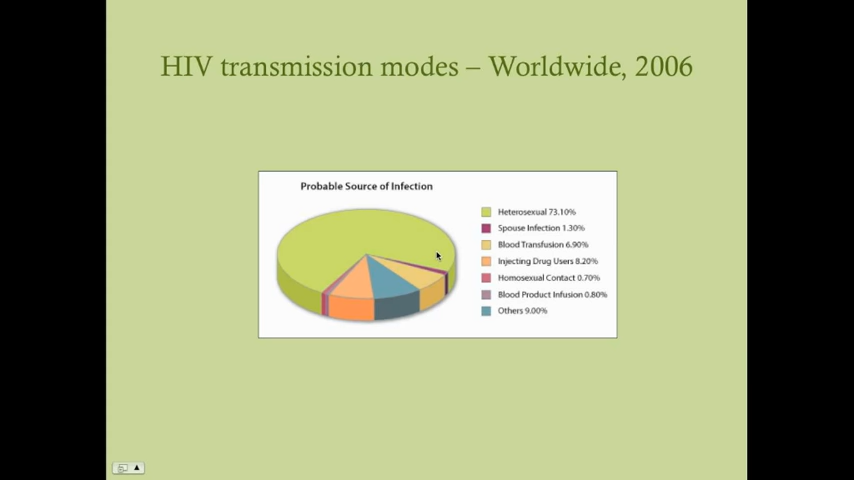 HIV transmission modes – Worldwide, 2006
Probable Source of Infection
Heterosexual 73.10%
Spouse Infection 1.30%
Blood Transfusion 6.90%
Injecting Drug Users 8.20%
Homosexual Contact 0.70%
Blood Product Infusion 0.80%
Others 9.00%